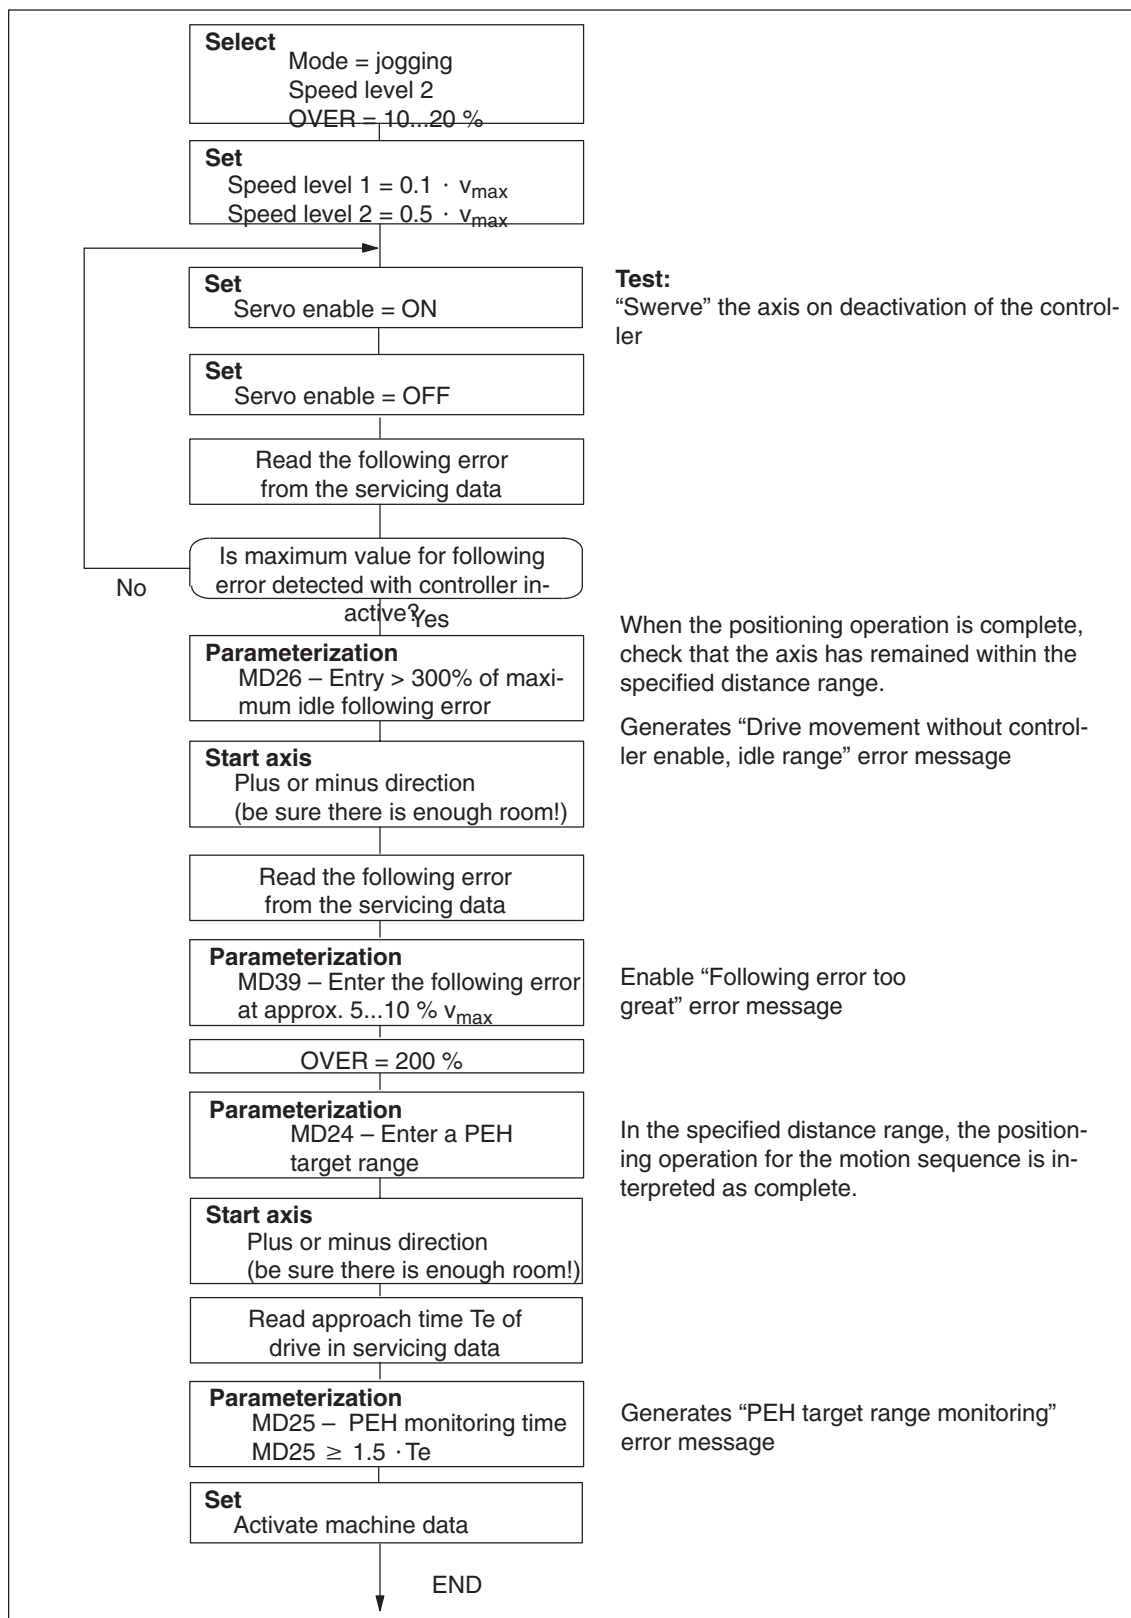 Select
Mode = jogging
Speed level 2
OVER = 10...20 %
Set
Speed level 1 = 0.1 · vmax
Speed level 2 = 0.5 · vmax
Set
Servo enable = ON
Test:
“Swerve” the axis on deactivation of the control-
ler
Set
Servo enable = OFF
Read the following error
from the servicing data
Is maximum value for following
error detected with controller in-
active?
No
Yes
Parameterization
MD26 – Entry > 300% of maxi-
mum idle following error
When the positioning operation is complete,
check that the axis has remained within the
specified distance range.
Generates “Drive movement without control-
ler enable, idle range” error message
Start axis
Plus or minus direction
(be sure there is enough room!)
Read the following error
from the servicing data
Parameterization
MD39 – Enter the following error
at approx. 5...10 % vmax
Enable “Following error too
great” error message
OVER = 200 %
Parameterization
MD24 – Enter a PEH
target range
In the specified distance range, the position-
ing operation for the motion sequence is in-
terpreted as complete.
Start axis
Plus or minus direction
(be sure there is enough room!)
Read approach time Te of
drive in servicing data
Parameterization
MD25 – PEH monitoring time
MD25 ≥ 1.5 · Te
Generates “PEH target range monitoring”
error message
Set
Activate machine data
END